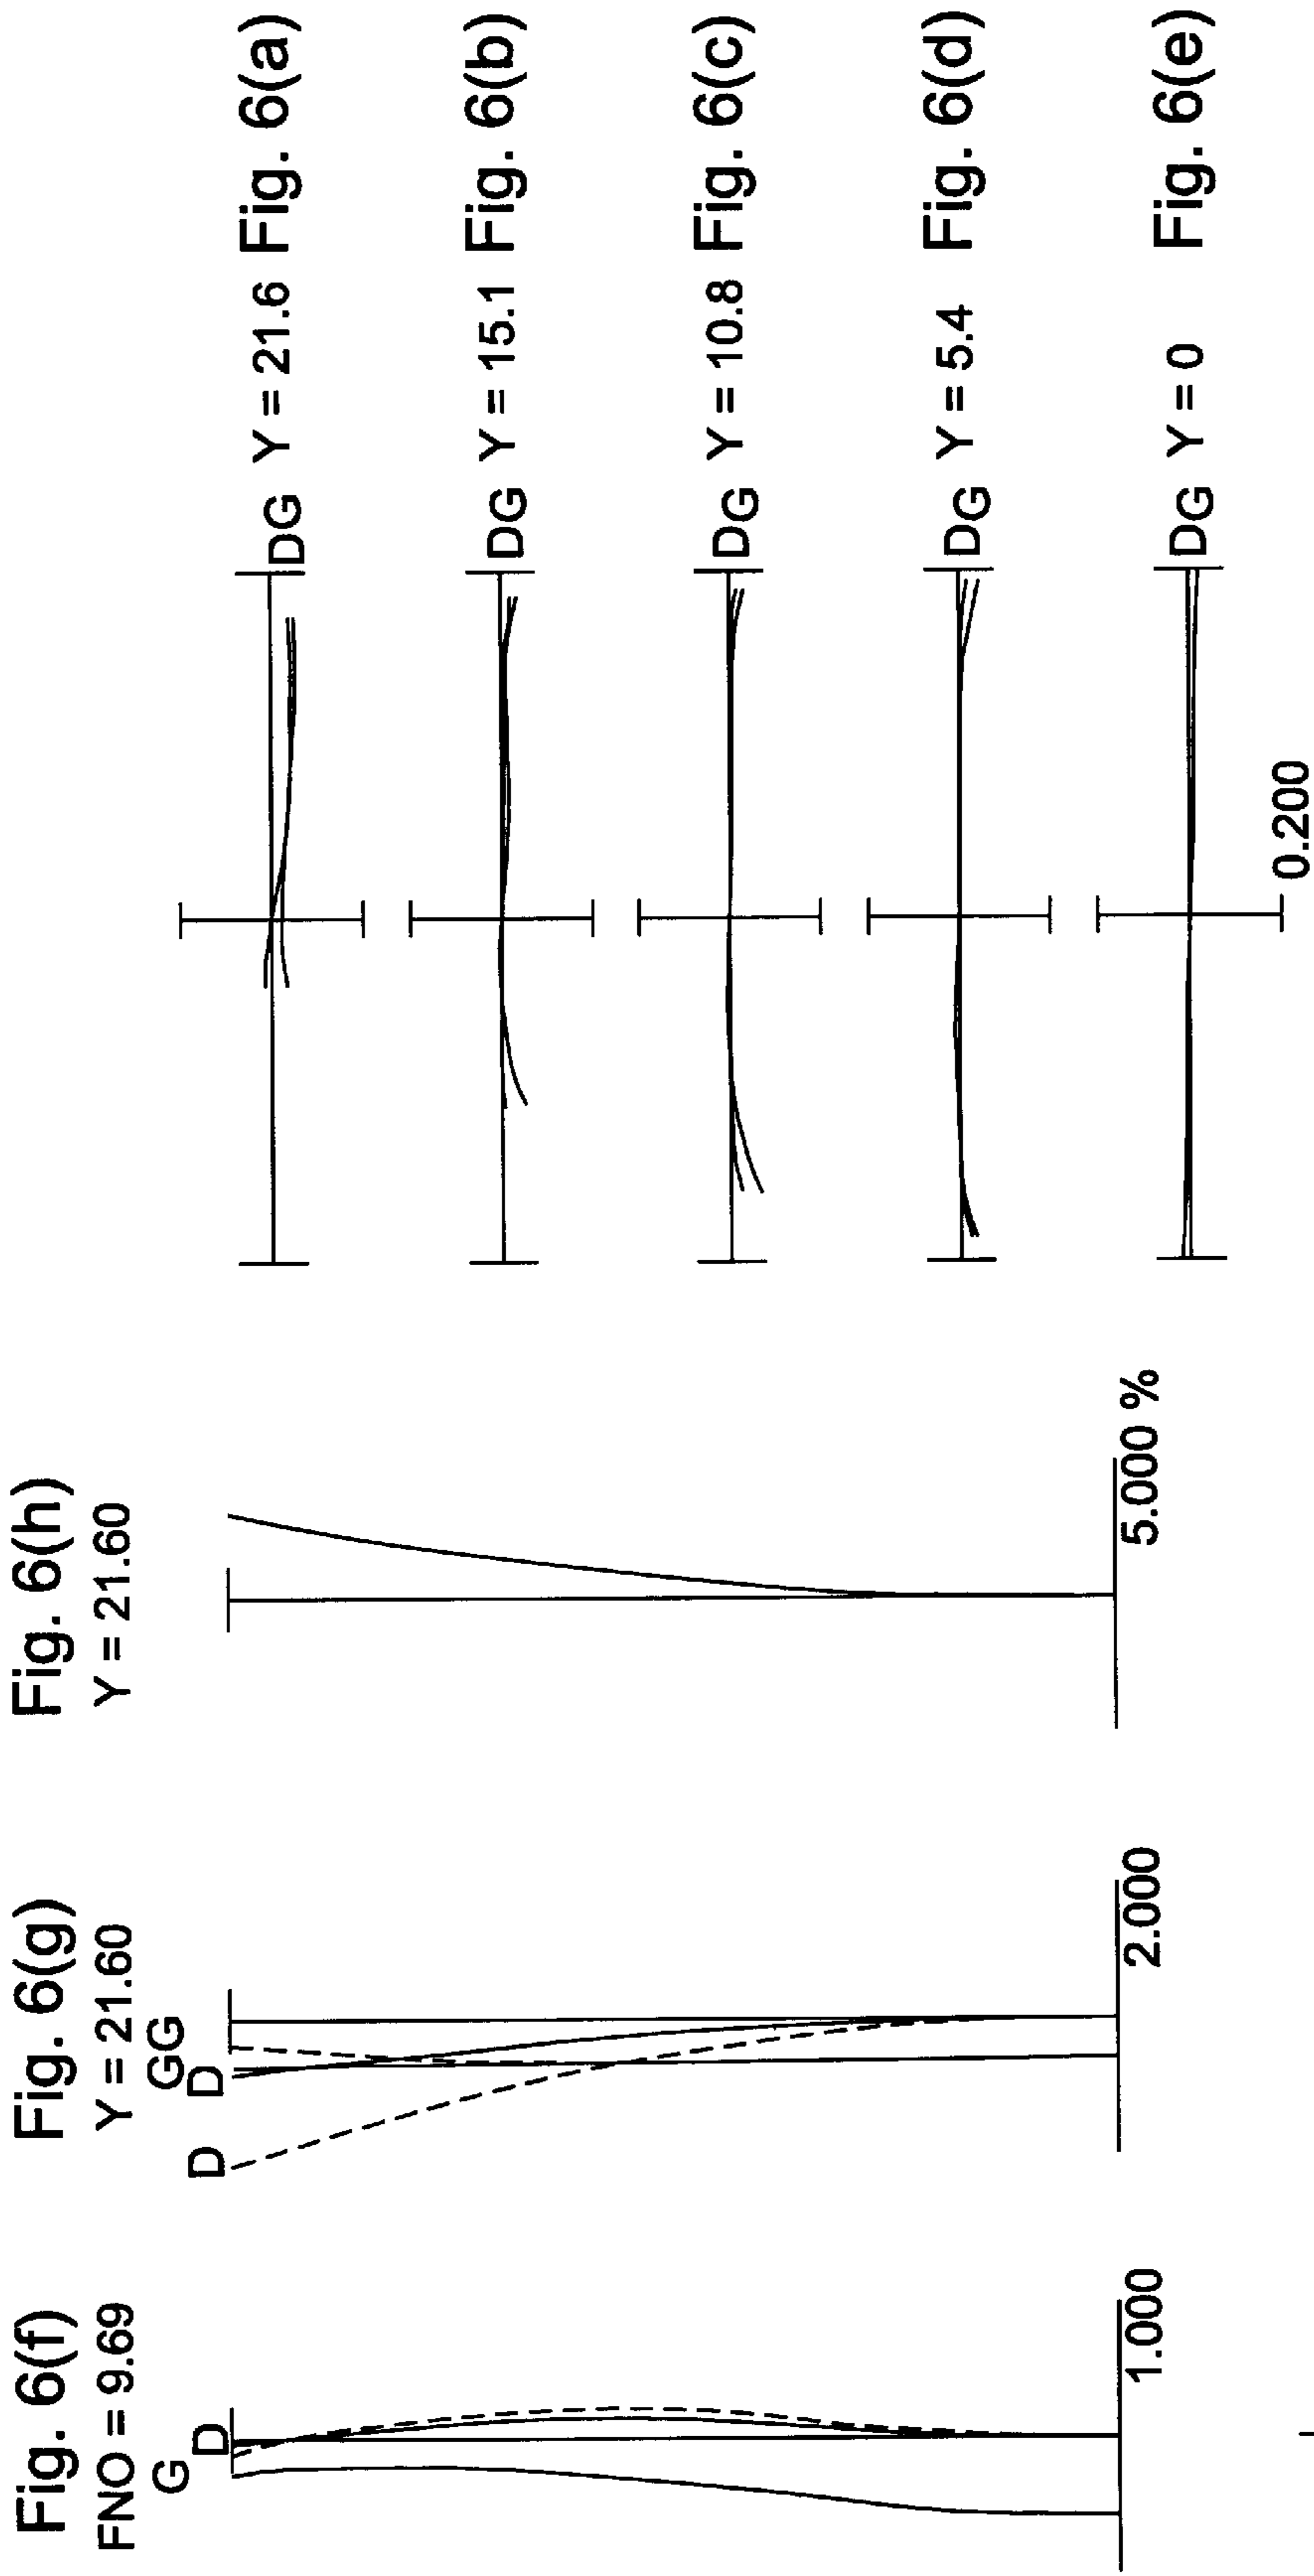 Fig. 6(f)
FNO = 9.69
G
D
1.000
Fig. 6(g)
Y = 21.60
GG
D
D
2.000
Fig. 6(h)
Y = 21.60
5.000 %
DG Y = 21.6 Fig. 6(a)
DG Y = 15.1 Fig. 6(b)
DG Y = 10.8 Fig. 6(c)
DG Y = 5.4 Fig. 6(d)
DG Y = 0 Fig. 6(e)
0.200